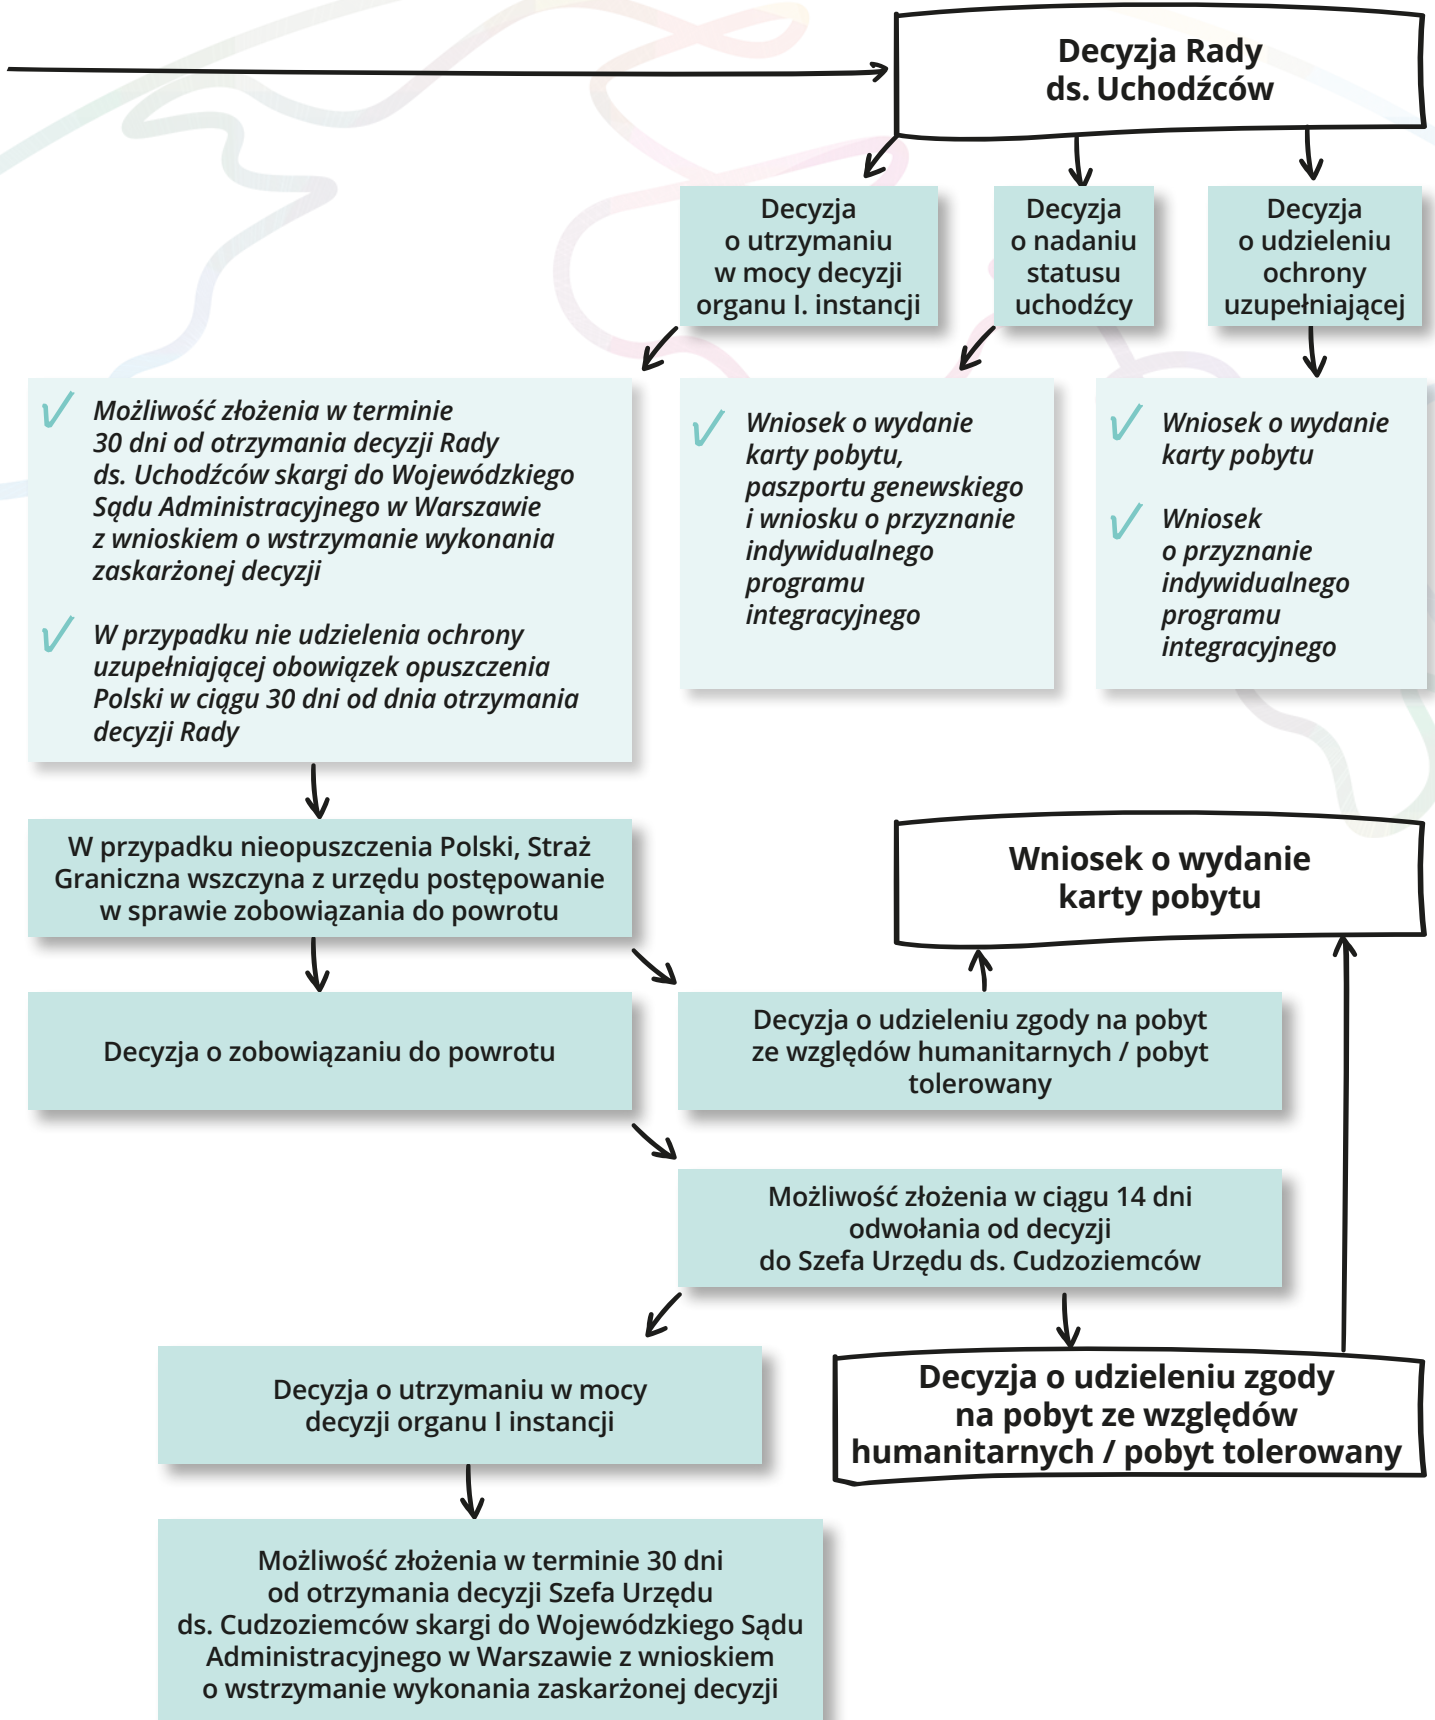 Decyzja Rady
ds. Uchodźców
Decyzja
o utrzymaniu
w mocy decyzji
organu I. instancji
Decyzja
o nadaniu
statusu
uchodźcy
Decyzja
o udzieleniu
ochrony
uzupełniającej
Możliwość złożenia w terminie
30 dni od otrzymania decyzji Rady
ds. Uchodźców skargi do Wojewódzkiego
Sądu Administracyjnego w Warszawie
z wnioskiem o wstrzymanie wykonania
zaskarżonej decyzji
W przypadku nie udzielenia ochrony
uzupełniającej obowiązek opuszczenia
Polski w ciągu 30 dni od dnia otrzymania
decyzji Rady
Wniosek o wydanie
karty pobytu,
paszportu genewskiego
i wniosku o przyznanie
indywidualnego
programu
integracyjnego
Wniosek o wydanie
karty pobytu
Wniosek
o przyznanie
indywidualnego
programu
integracyjnego
W przypadku nieopuszczenia Polski, Straż
Graniczna wszczyna z urzędu postępowanie
w sprawie zobowiązania do powrotu
Wniosek o wydanie
karty pobytu
Decyzja o zobowiązaniu do powrotu
Decyzja o udzieleniu zgody na pobyt
ze względów humanitarnych / pobyt
tolerowany
Możliwość złożenia w ciągu 14 dni
odwołania od decyzji
do Szefa Urzędu ds. Cudzoziemców
Decyzja o utrzymaniu w mocy
decyzji organu I instancji
Decyzja o udzieleniu zgody
na pobyt ze względów
humanitarnych / pobyt tolerowany
Możliwość złożenia w terminie 30 dni
od otrzymania decyzji Szefa Urzędu
ds. Cudzoziemców skargi do Wojewódzkiego Sądu
Administracyjnego w Warszawie z wnioskiem
o wstrzymanie wykonania zaskarżonej decyzji